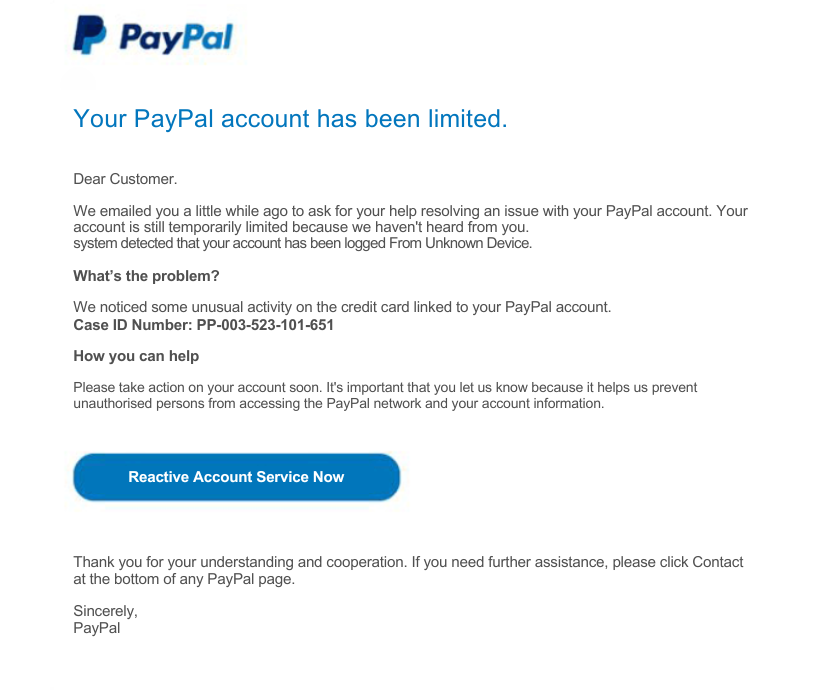 PayPal
Your PayPal account has been limited.
Dear Customer.
We emailed you a little while ago to ask for your help resolving an issue with your PayPal account. Your
account is still temporarily limited because we haven't heard from you.
system detected that your account has been logged From Unknown Device.
What’s the problem?
We noticed some unusual activity on the credit card linked to your PayPal account.
Case ID Number: PP-003-523-101-651
How you can help
Please take action on your account soon. It's important that you let us know because it helps us prevent
unauthorised persons from accessing the PayPal network and your account information.
Reactive Account Service Now
Thank you for your understanding and cooperation. If you need further assistance, please click Contact
at the bottom of any PayPal page.
Sincerely,
PayPal